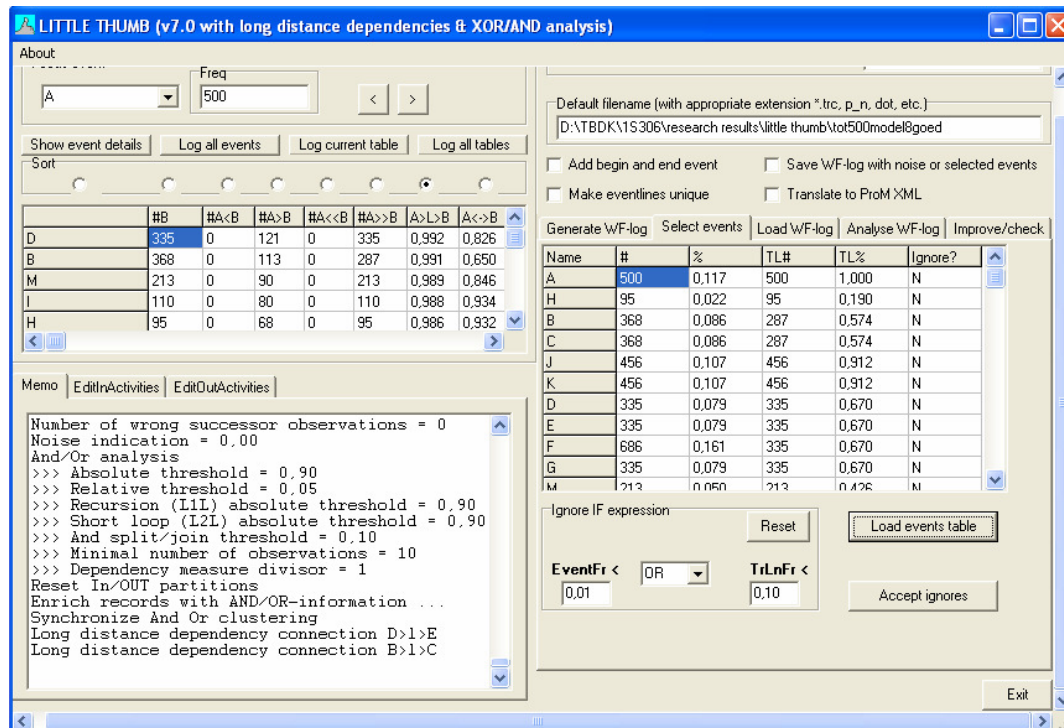 LITTLE THUMB (v7.0 with long distance dependencies & XOR/AND analysis)
About
Freq
A
500
<
>
Show event details
Log all events
Log current table
Log all tables
Sort
#B #A<B #A>B #A<<B #A>>B A>L>B A<->B
D 335 0 121 0 335 0,992 0,826
B 368 0 113 0 287 0,991 0,650
M 213 0 90 0 213 0,989 0,846
I 110 0 80 0 110 0,988 0,934
H 95 0 68 0 95 0,986 0,932
Memo EditInActivities EditOutActivities
Number of wrong successor observations = 0
Noise indication = 0,00
And/Or analysis
>>> Absolute threshold = 0,90
>>> Relative threshold = 0,05
>>> Recursion (L1L) absolute threshold = 0,90
>>> Short loop (L2L) absolute threshold = 0,90
>>> And split/join threshold = 0,10
>>> Minimal number of observations = 10
>>> Dependency measure divisor = 1
Reset In/OUT partitions
Enrich records with AND/OR-information ...
Synchronize And Or clustering
Long distance dependency connection D>l>E
Long distance dependency connection B>l>C
Default filename (with appropriate extension *.trc, p_n, dot, etc.)
D:\TBDK\1S306\research results\little thumb\tot500model8goed
Add begin and end event
Save WF-log with noise or selected events
Make eventlines unique
Translate to ProM XML
Generate WF-log Select events Load WF-log Analyse WF-log Improve/check
Name # % TL# TL% Ignore?
A 500 0,117 500 1,000 N
H 95 0,022 95 0,190 N
B 368 0,086 287 0,574 N
C 368 0,086 287 0,574 N
J 456 0,107 456 0,912 N
K 456 0,107 456 0,912 N
D 335 0,079 335 0,670 N
E 335 0,079 335 0,670 N
F 686 0,161 335 0,670 N
G 335 0,079 335 0,670 N
M 213 0,050 213 0,426 N
Ignore IF expression
Reset
Load events table
EventFr < OR TrLnFr <
0,01 0,10
Accept ignores
Exit